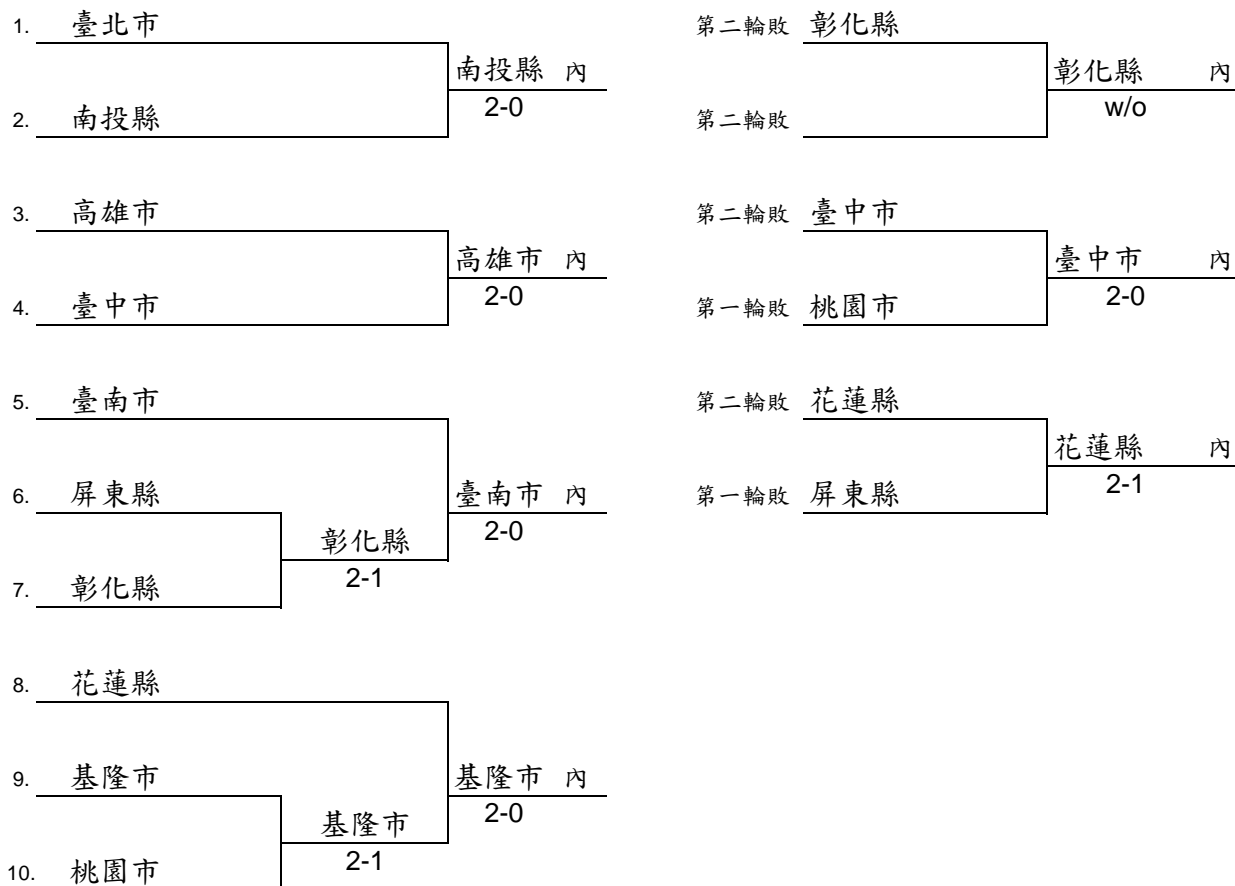 1. 臺北市
南投縣 內
2-0
2. 南投縣
3. 高雄市
高雄市 內
2-0
4. 臺中市
5. 臺南市
6. 屏東縣
臺南市 內
2-0
彰化縣
2-1
7. 彰化縣
8. 花蓮縣
9. 基隆市
基隆市 內
2-0
基隆市
2-1
10. 桃園市
第二輪敗 彰化縣
彰化縣 內
w/o
第二輪敗
第二輪敗 臺中市
臺中市 內
2-0
第一輪敗 桃園市
第二輪敗 花蓮縣
花蓮縣 內
2-1
第一輪敗 屏東縣